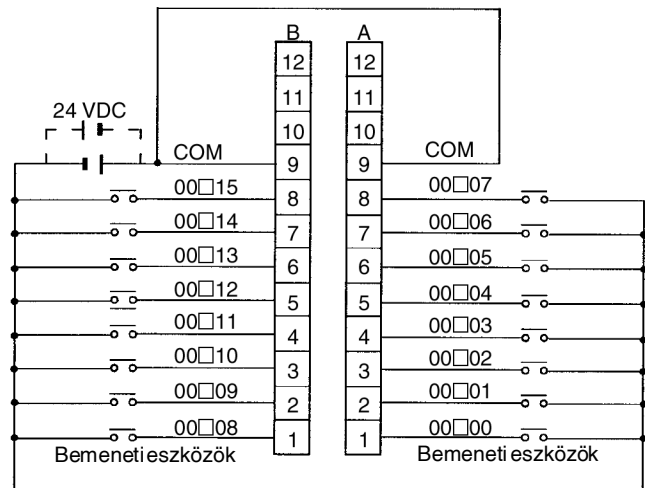 B A
12 12
11 11
24 VDC
10 10
COM 9 9 COM
00□15 8 8 00□07
00□14 7 7 00□06
00□13 6 6 00□05
00□12 5 5 00□04
00□11 4 4 00□03
00□10 3 3 00□02
00□09 2 2 00□01
00□08 1 1 00□00
Bemeneti eszközök Bemeneti eszközök